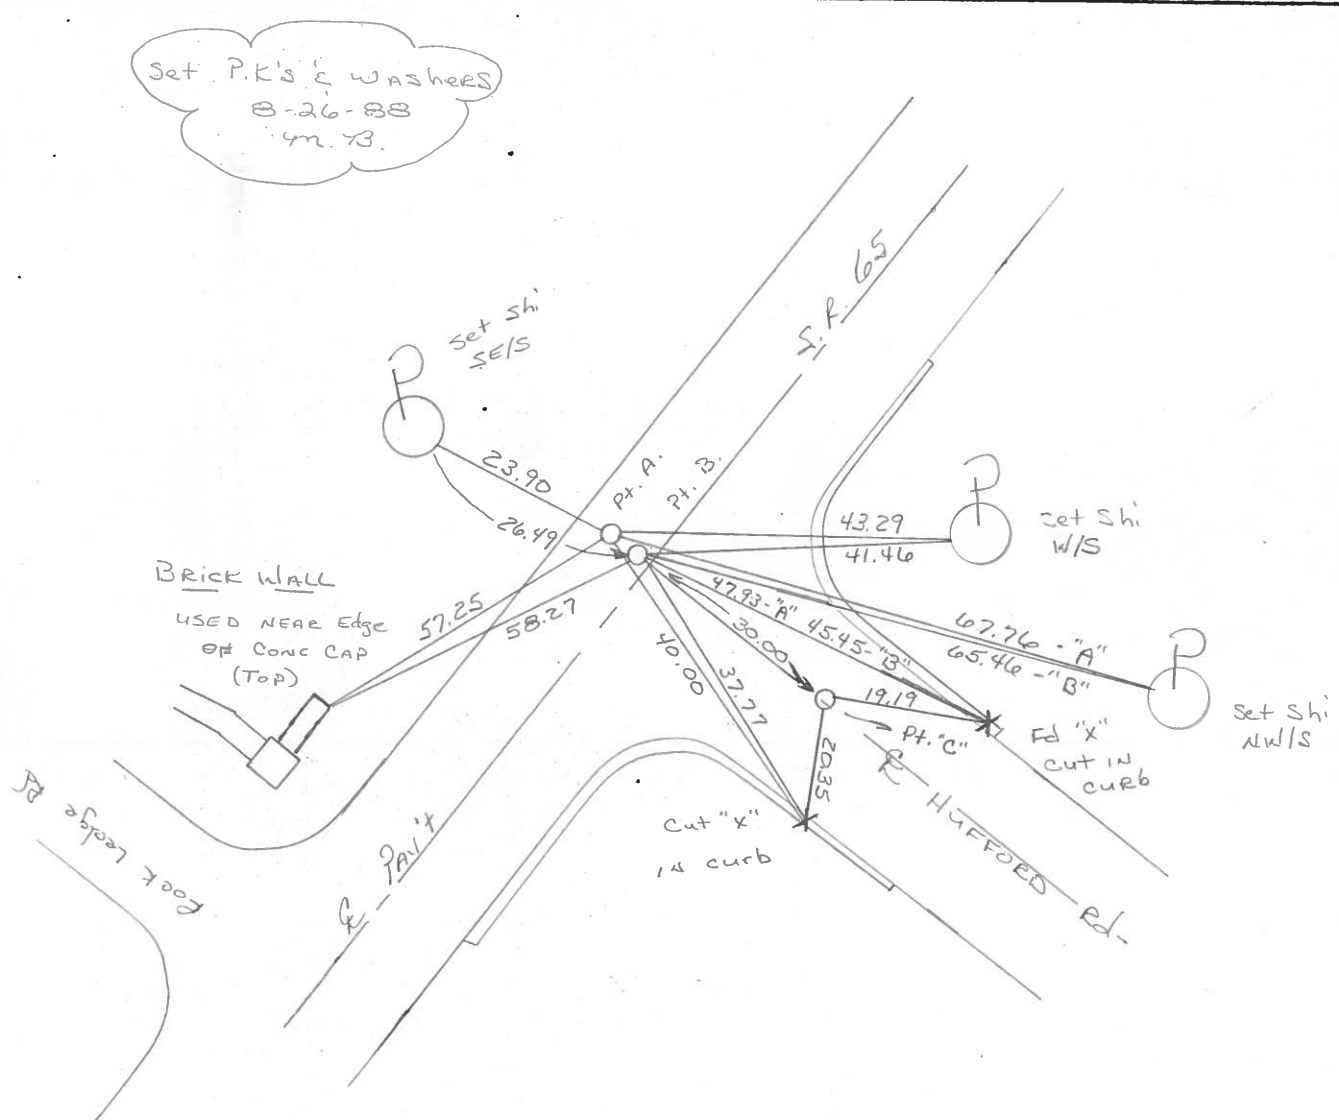 Set P.K's & WASHERS
8-26-88
M.B.
S.R. 65
Set Shi
SE/S
P
23.90
26.49
Pt. A.
Pt. B.
P
43.29
41.46
Set Shi
W/S
BRICK WALL
USED NEAR Edge
OF CONC CAP
(TOP)
57.25
58.27
47.93-"A"
45.45-"B"
30.00
40.00
37.77
67.76-"A"
65.46-"B"
P
Set Shi
NW/S
19.19
Pt. "C"
20.35
Fd "X"
CUT IN
CURB
Cut "X"
IN curb
℄ HUFFORD Rd-
℄ PAV't
Rock Ledge Rd